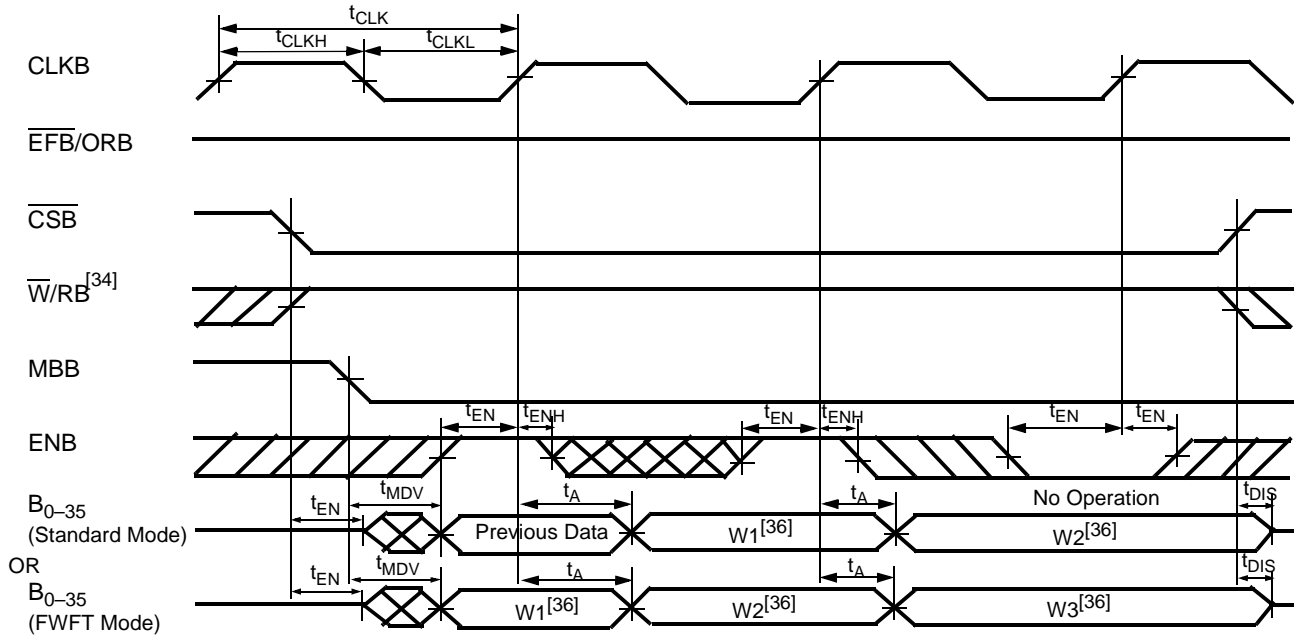 tCLK
tCLKH tCLKL
CLKB
EFB/ORB
CSB
W/RB[34]
MBB
tEN tENH tEN tENH tEN tEN
ENB
tMDV tA tA No Operation tDIS
B0–35 tEN
(Standard Mode) Previous Data W1[36] W2[36]
OR
tEN tMDV tA tA tDIS
B0–35
(FWFT Mode) W1[36] W2[36] W3[36]